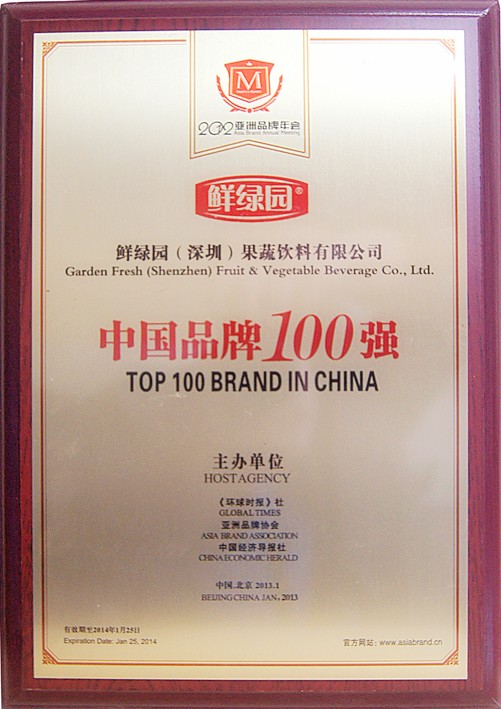 M
2012亚洲品牌年会
Asia Brand Annual Meeting
鲜绿园®
鲜绿园（深圳）果蔬饮料有限公司
Garden Fresh (Shenzhen) Fruit & Vegetable Beverage Co., Ltd.
中国品牌100强
TOP 100 BRAND IN CHINA
主办单位
HOSTAGENCY
《环球时报》社
GLOBAL TIMES
亚洲品牌协会
ASIA BRAND ASSOCIATION
中国经济导报社
CHINA ECONOMIC HERALD
中国.北京 2013.1
BEIJING CHINA JAN, 2013
有效期至2014年1月25日
Expiration Date: Jan 25, 2014
官方网站：www.asiabrand.cn